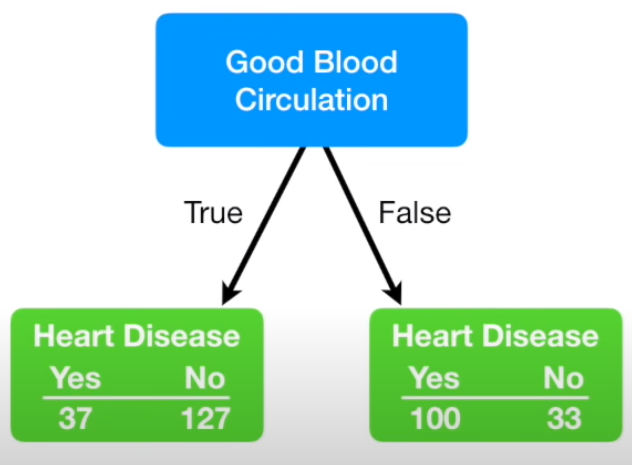 Good Blood
Circulation
True
False
Heart Disease
Yes No
37 127
Heart Disease
Yes No
100 33